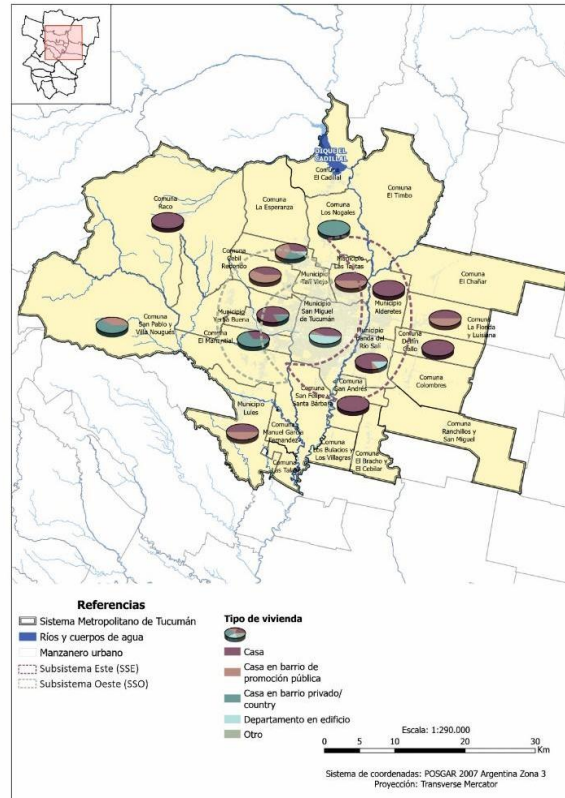 DIQUE EL
CADILLAL
Comuna
El Cadillal
Comuna
El Timbo
Comuna
Raco
Comuna
La Esperanza
Comuna
Los Nogales
Comuna
Cebil
Redondo
Municipio
Tafí Viejo
Municipio
Las Talitas
Comuna
El Chañar
Municipio
Alderetes
Comuna
San Pablo y
Villa Nougués
Municipio
Yerba Buena
Municipio
San Miguel
de Tucumán
Comuna
La Florida
y Luisiana
Comuna
El Manantial
Municipio
Banda del
Río Salí
Comuna
Delfín
Gallo
Comuna
Colombres
Comuna
San Andrés
Comuna
San Felipe
Santa Bárbara
Municipio
Lules
Comuna
Manuel García
Fernández
Comuna
Ranchillos y
San Miguel
Comuna
Los Bulacios y
Los Villagras
Comuna
El Bracho y
El Cebilar
Comuna
Referencias
Sistema Metropolitano de Tucumán
Ríos y cuerpos de agua
Manzanero urbano
Subsistema Este (SSE)
Subsistema Oeste (SSO)
Tipo de vivienda
Casa
Casa en barrio de
promoción pública
Casa en barrio privado/
country
Departamento en edificio
Otro
Escala: 1:290.000
0 5 10 20 30
Km
Sistema de coordenadas: POSGAR 2007 Argentina Zona 3
Proyección: Transverse Mercator